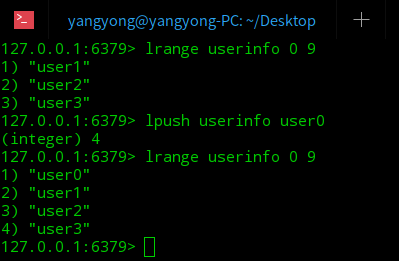 yangyong@yangyong-PC: ~/Desktop
127.0.0.1:6379> lrange userinfo 0 9
1) "user1"
2) "user2"
3) "user3"
127.0.0.1:6379> lpush userinfo user0
(integer) 4
127.0.0.1:6379> lrange userinfo 0 9
1) "user0"
2) "user1"
3) "user2"
4) "user3"
127.0.0.1:6379>